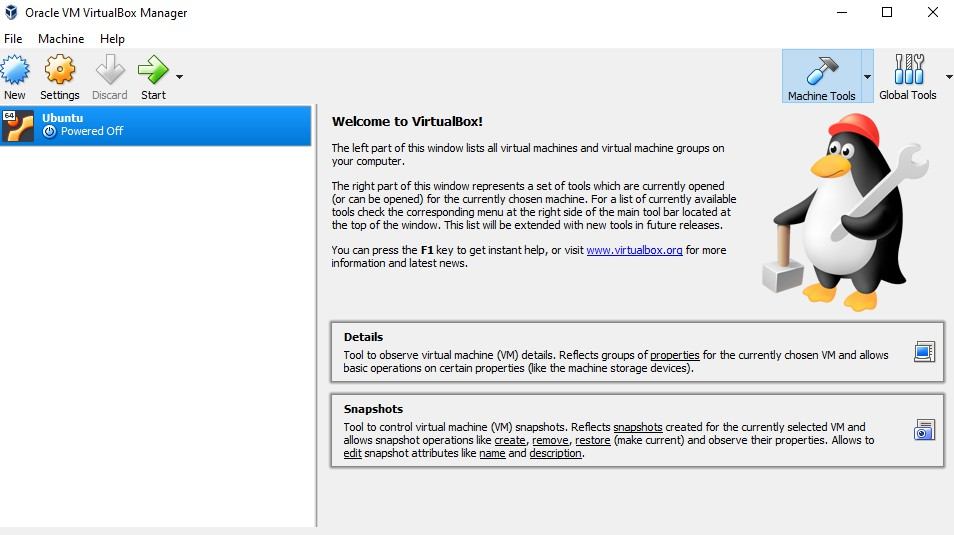 Oracle VM VirtualBox Manager
File Machine Help
New Settings Discard Start
Machine Tools Global Tools
64
Ubuntu
Powered Off
Welcome to VirtualBox!
The left part of this window lists all virtual machines and virtual machine groups on
your computer.
The right part of this window represents a set of tools which are currently opened
(or can be opened) for the currently chosen machine. For a list of currently available
tools check the corresponding menu at the right side of the main tool bar located at
the top of the window. This list will be extended with new tools in future releases.
You can press the F1 key to get instant help, or visit www.virtualbox.org for more
information and latest news.
Details
Tool to observe virtual machine (VM) details. Reflects groups of properties for the currently chosen VM and allows
basic operations on certain properties (like the machine storage devices).
Snapshots
Tool to control virtual machine (VM) snapshots. Reflects snapshots created for the currently selected VM and
allows snapshot operations like create, remove, restore (make current) and observe their properties. Allows to
edit snapshot attributes like name and description.